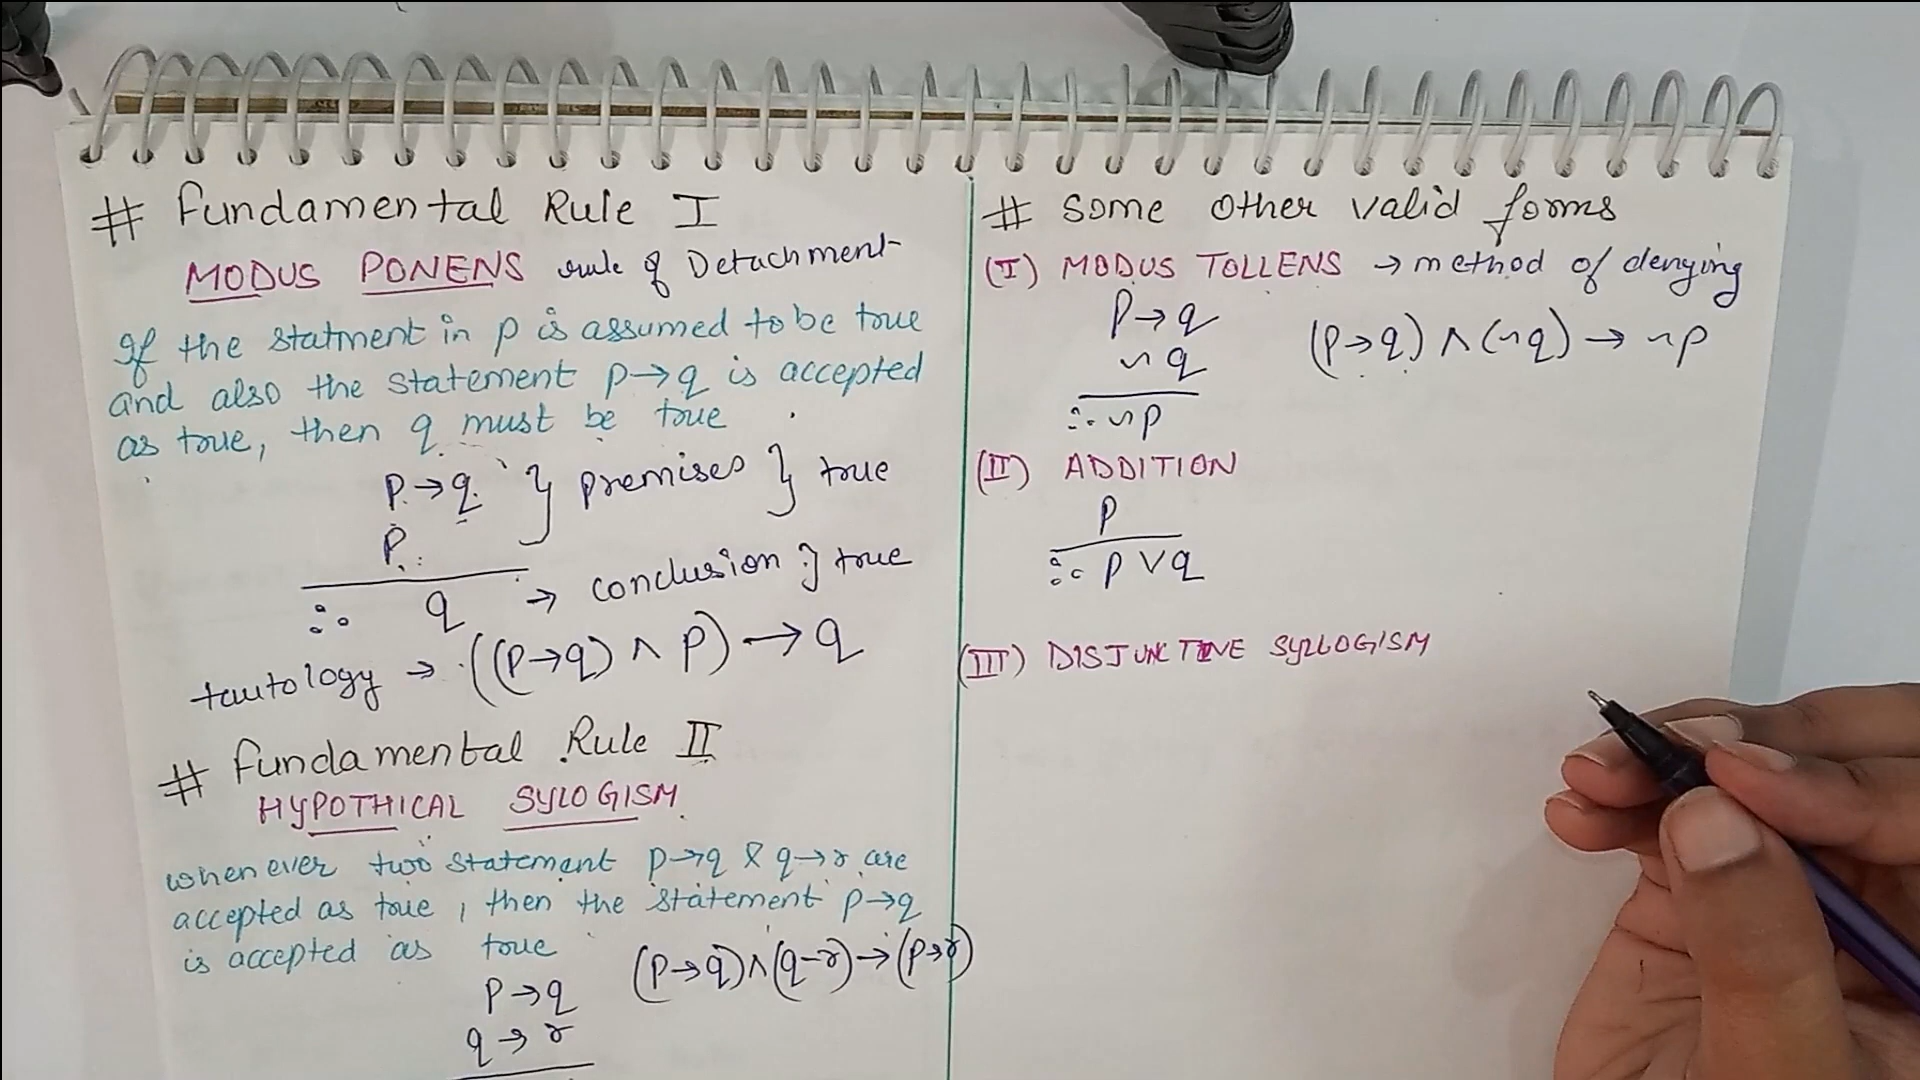 # Fundamental Rule I
MODUS PONENS rule of Detachment
If the statment in p is assumed to be true
and also the statement p→q is accepted
as true, then q must be true
p→q } premises } true
p
∴ q → conclusion } true
tautology → ((p→q) ∧ p) → q
# Fundamental Rule II
HYPOTHICAL SYLOGISM
whenever two statement p→q & q→r are
accepted as true, then the statement p→q
is accepted as true
(p→q)∧(q-r)→(p→r)
p→q
q→r
# Some other valid forms
(I) MODUS TOLLENS → method of denying
p→q
(p→q) ∧ (~q) → ~p
~q
∴ ~p
(II) ADDITION
p
∴ p ∨ q
(III) DISJUNCTIVE SYLLOGISM